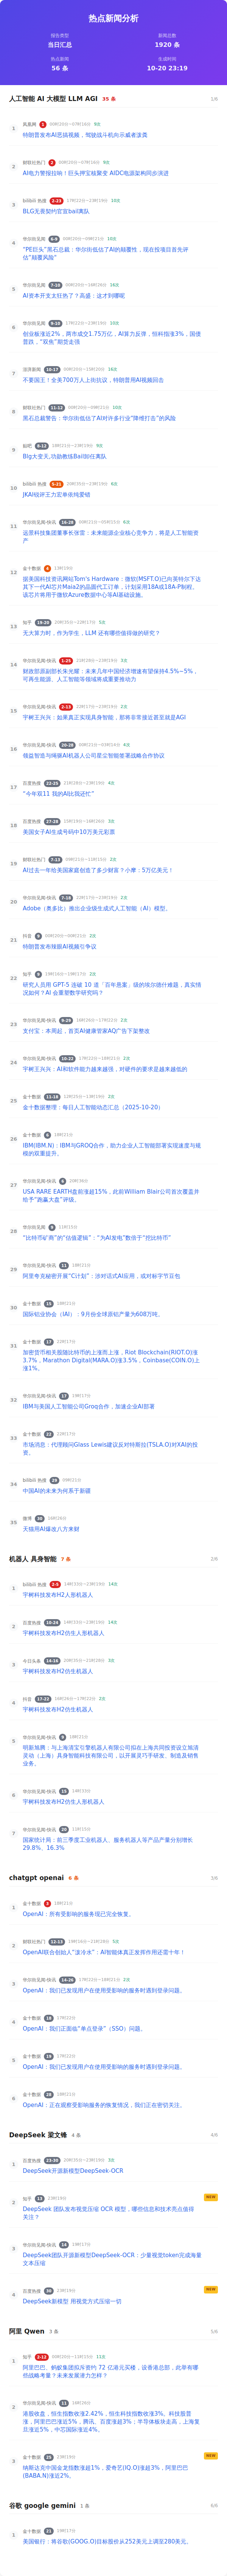 热点新闻分析
报告类型
新闻总数
当日汇总
1920 条
热点新闻
生成时间
56 条
10-20 23:19
人工智能 AI 大模型 LLM AGI 35 条
1/6
1
凤凰网
特朗普发布AI恶搞视频，驾驶战斗机向示威者泼粪
2
财联社热门
AI电力警报拉响！巨头押宝核聚变 AIDC电源架构同步演进
3
bilibili 热搜
BLG无畏契约官宣bail离队
4
华尔街见闻
“PE巨头”黑石总裁：华尔街低估了AI的颠覆性，现在投项目首先评
估“颠覆风险”
5
华尔街见闻
AI资本开支太狂热了？高盛：这才到哪呢
6
华尔街见闻
创业板涨近2%，两市成交1.75万亿，AI算力反弹，恒科指涨3%，国债
普跌，“双焦”期货走强
7
澎湃新闻
不要国王！全美700万人上街抗议，特朗普用AI视频回击
8
财联社热门
黑石总裁警告：华尔街低估了AI对许多行业“降维打击”的风险
9
贴吧
Blg大变天,功勋教练Bail卸任离队
10
bilibili 热搜
JKAI锐评王力宏单依纯爱错
11
华尔街见闻-快讯
远景科技集团董事长张雷：未来能源企业核心竞争力，将是人工智能资
产
12
金十数据
据美国科技资讯网站Tom's Hardware：微软(MSFT.O)已向英特尔下达
其下一代AI芯片Maia2的晶圆代工订单，计划采用18A或18A-P制程。
该芯片将用于微软Azure数据中心等AI基础设施。
13
知乎
无大算力时，作为学生，LLM 还有哪些值得做的研究？
14
华尔街见闻-快讯
财政部原副部长朱光耀：未来几年中国经济增速有望保持4.5%~5%，
可再生能源、人工智能等领域将成重要推动力
15
华尔街见闻-快讯
宇树王兴兴：如果真正实现具身智能，那将非常接近甚至就是AGI
16
华尔街见闻-快讯
领益智造与绳驱AI机器人公司星尘智能签署战略合作协议
17
百度热搜
“今年双11 我的AI比我还忙”
18
百度热搜
美国女子AI生成号码中10万美元彩票
19
财联社热门
AI过去一年给美国家庭创造了多少财富？小摩：5万亿美元！
20
华尔街见闻-快讯
Adobe（奥多比）推出企业级生成式人工智能（AI）模型。
21
抖音
特朗普发布辣眼AI视频引争议
22
知乎
研究人员用 GPT-5 连破 10 道「百年悬案」级的埃尔德什难题，真实情
况如何？AI 会重塑数学研究吗？
23
华尔街见闻-快讯
支付宝：本周起，首页AI健康管家AQ广告下架整改
24
华尔街见闻-快讯
宇树王兴兴：AI和软件能力越来越强，对硬件的要求是越来越低的
25
金十数据
金十数据整理：每日人工智能动态汇总（2025-10-20）
26
金十数据
IBM(IBM.N)：IBM与GROQ合作，助力企业人工智能部署实现速度与规
模的双重提升。
27
华尔街见闻-快讯
USA RARE EARTH盘前涨超15%，此前William Blair公司首次覆盖并
给予“跑赢大盘”评级。
28
华尔街见闻
“比特币矿商”的“估值逻辑”：“为AI发电”数倍于“挖比特币”
29
华尔街见闻-快讯
阿里夸克秘密开展“C计划”：涉对话式AI应用，或对标字节豆包
30
金十数据
国际铝业协会（IAI）：9月份全球原铝产量为608万吨。
31
金十数据
加密货币相关股随比特币的上涨而上涨，Riot Blockchain(RIOT.O)涨
3.7%，Marathon Digital(MARA.O)涨3.5%，Coinbase(COIN.O)上
涨1%。
32
华尔街见闻-快讯
IBM与美国人工智能公司Groq合作，加速企业AI部署
33
金十数据
市场消息：代理顾问Glass Lewis建议反对特斯拉(TSLA.O)对XAI的投
资。
34
bilibili 热搜
中国AI的未来为何系于新疆
35
微博
天猫用AI爆改八方来财
机器人 具身智能 7 条
2/6
1
bilibili 热搜
宇树科技发布H2人形机器人
2
百度热搜
宇树科技发布H2仿生人形机器人
3
今日头条
宇树科技发布H2仿生机器人
4
抖音
宇树科技发布H2仿生机器人
5
华尔街见闻-快讯
明新旭腾：与上海清宝引擎机器人有限公司拟在上海共同投资设立旭清
灵动（上海）具身智能科技有限公司，以开展灵巧手研发、制造及销售
业务。
6
华尔街见闻-快讯
宇树科技发布H2仿生人形机器人
7
华尔街见闻-快讯
国家统计局：前三季度工业机器人、服务机器人等产品产量分别增长
29.8%、16.3%
chatgpt openai 6 条
3/6
1
金十数据
OpenAI：所有受影响的服务现已完全恢复。
2
财联社热门
OpenAI联合创始人“泼冷水”：AI智能体真正发挥作用还需十年！
3
华尔街见闻-快讯
OpenAI：我们已发现用户在使用受影响的服务时遇到登录问题。
4
金十数据
OpenAI：我们正面临“单点登录”（SSO）问题。
5
金十数据
OpenAI：我们已发现用户在使用受影响的服务时遇到登录问题。
6
金十数据
OpenAI：正在观察受影响服务的恢复情况，我们正在密切关注。
DeepSeek 梁文锋 4 条
4/6
1
百度热搜
DeepSeek开源新模型DeepSeek-OCR
2
知乎
NEW
DeepSeek 团队发布视觉压缩 OCR 模型，哪些信息和技术亮点值得
关注？
3
华尔街见闻-快讯
DeepSeek团队开源新模型DeepSeek-OCR：少量视觉token完成海量
文本压缩
4
百度热搜
NEW
DeepSeek新模型 用视觉方式压缩一切
阿里 Qwen 3 条
5/6
1
知乎
阿里巴巴、蚂蚁集团拟斥资约 72 亿港元买楼，设香港总部，此举有哪
些战略考量？未来发展潜力怎样？
2
华尔街见闻-快讯
港股收盘，恒生指数收涨2.42%，恒生科技指数收涨3%。科技股普
涨，阿里巴巴涨近5%，腾讯、百度涨超3%；半导体板块走高，上海复
旦涨近5%，中芯国际涨近4%。
3
金十数据
NEW
纳斯达克中国金龙指数涨超1%，爱奇艺(IQ.O)涨超3%，阿里巴巴
(BABA.N)涨近2%。
谷歌 google gemini 1 条
6/6
1
金十数据
美国银行：将谷歌(GOOG.O)目标股价从252美元上调至280美元。